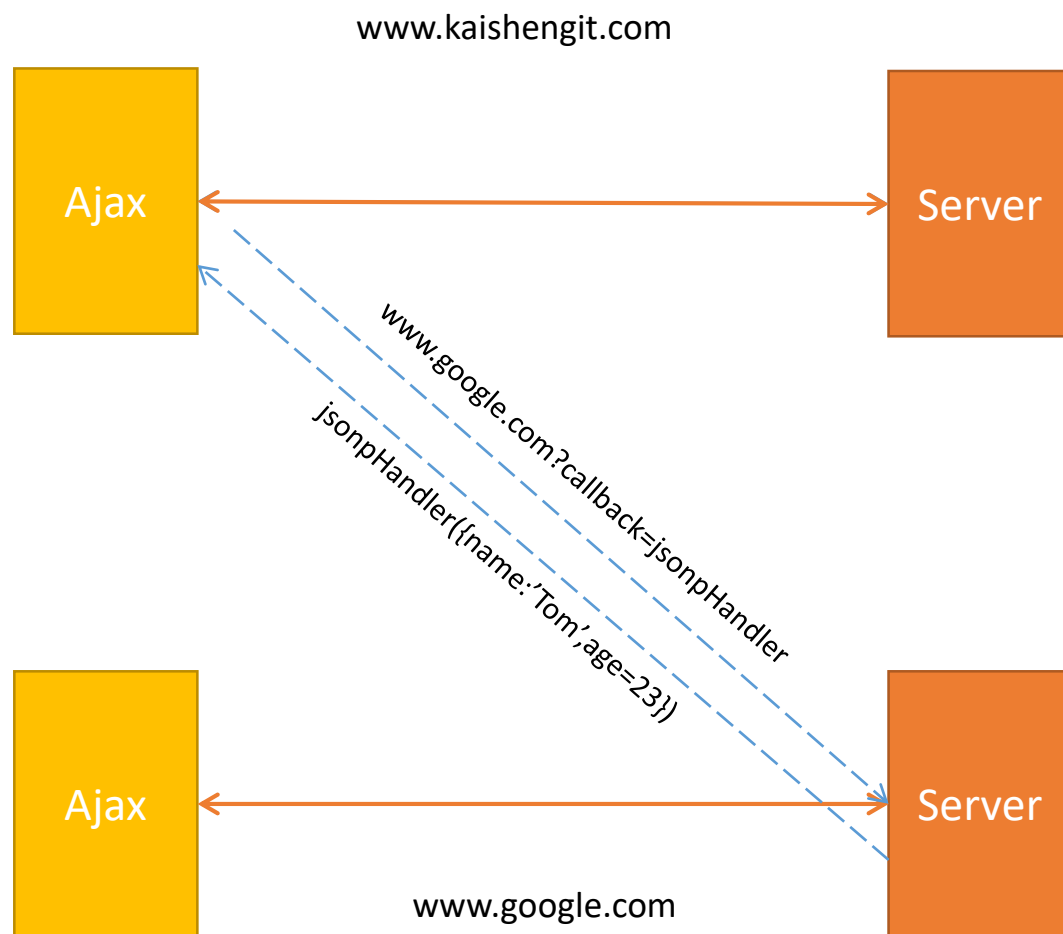 www.kaishengit.com
Ajax
Server
www.google.com?callback=jsonpHandler
jsonpHandler({name:’Tom’,age=23})
Ajax
Server
www.google.com